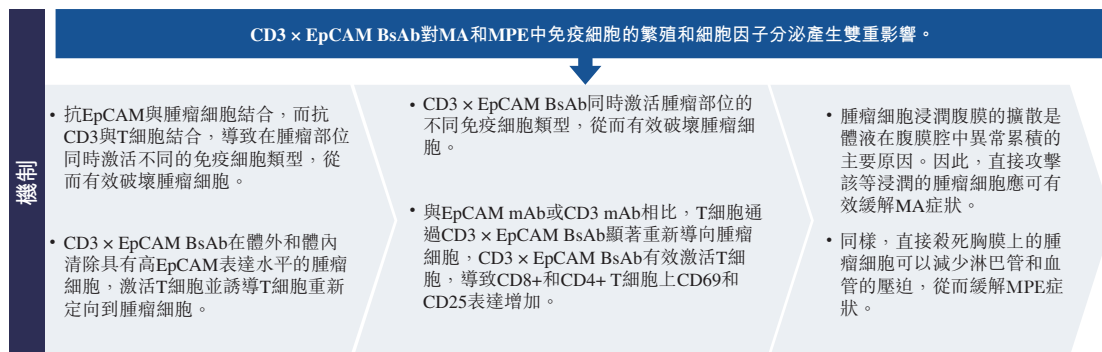 CD3 × EpCAM BsAb對MA和MPE中免疫細胞的繁殖和細胞因子分泌產生雙重影響。
機制
• 抗EpCAM與腫瘤細胞結合，而抗
CD3與T細胞結合，導致在腫瘤部位
同時激活不同的免疫細胞類型，從
而有效破壞腫瘤細胞。
• CD3 × EpCAM BsAb在體外和體內
清除具有高EpCAM表達水平的腫瘤
細胞，激活T細胞並誘導T細胞重新
定向到腫瘤細胞。
• CD3 × EpCAM BsAb同時激活腫瘤部位的
不同免疫細胞類型，從而有效破壞腫瘤細
胞。
• 與EpCAM mAb或CD3 mAb相比，T細胞通
過CD3 × EpCAM BsAb顯著重新導向腫瘤
細胞，CD3 × EpCAM BsAb有效激活T細
胞，導致CD8+和CD4+ T細胞上CD69和
CD25表達增加。
• 腫瘤細胞浸潤腹膜的擴散是
體液在腹膜腔中異常累積的
主要原因。因此，直接攻擊
該等浸潤的腫瘤細胞應可有
效緩解MA症狀。
• 同樣，直接殺死胸膜上的腫
瘤細胞可以減少淋巴管和血
管的壓迫，從而緩解MPE症
狀。